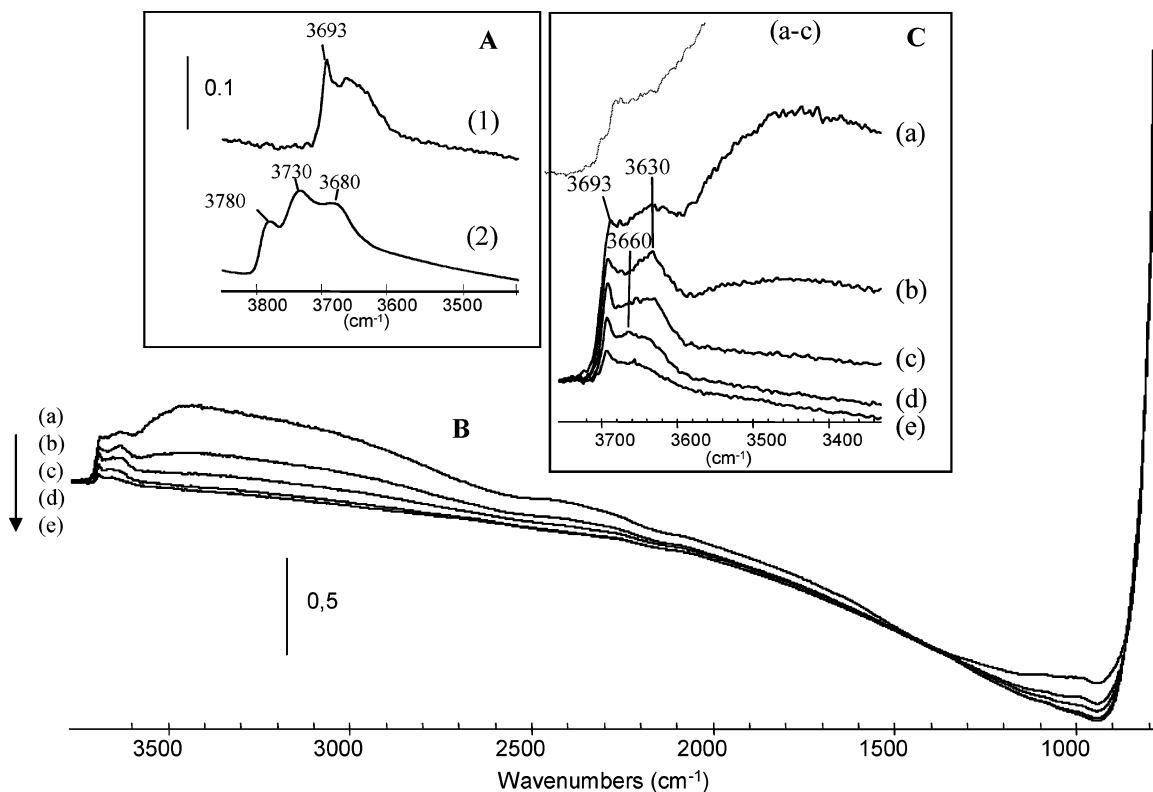 A
3693
0.1
(1)
3730
3680
3780
(2)
3800 3700 3600 3500
(cm-1)
(a-c) C
(a)
3693 3630
3660
(b)
(c)
(d)
(e)
3700 3600 3500 3400
(cm-1)
B
(a)
(b)
(c)
(d)
(e)
0,5
3500 3000 2500 2000 1500 1000
Wavenumbers (cm-1)